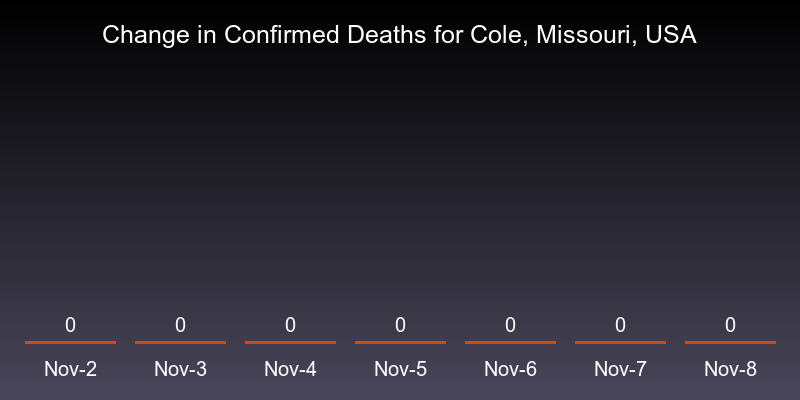 Change in Confirmed Deaths for Cole, Missouri, USA
0 0 0 0 0 0 0
Nov-2 Nov-3 Nov-4 Nov-5 Nov-6 Nov-7 Nov-8